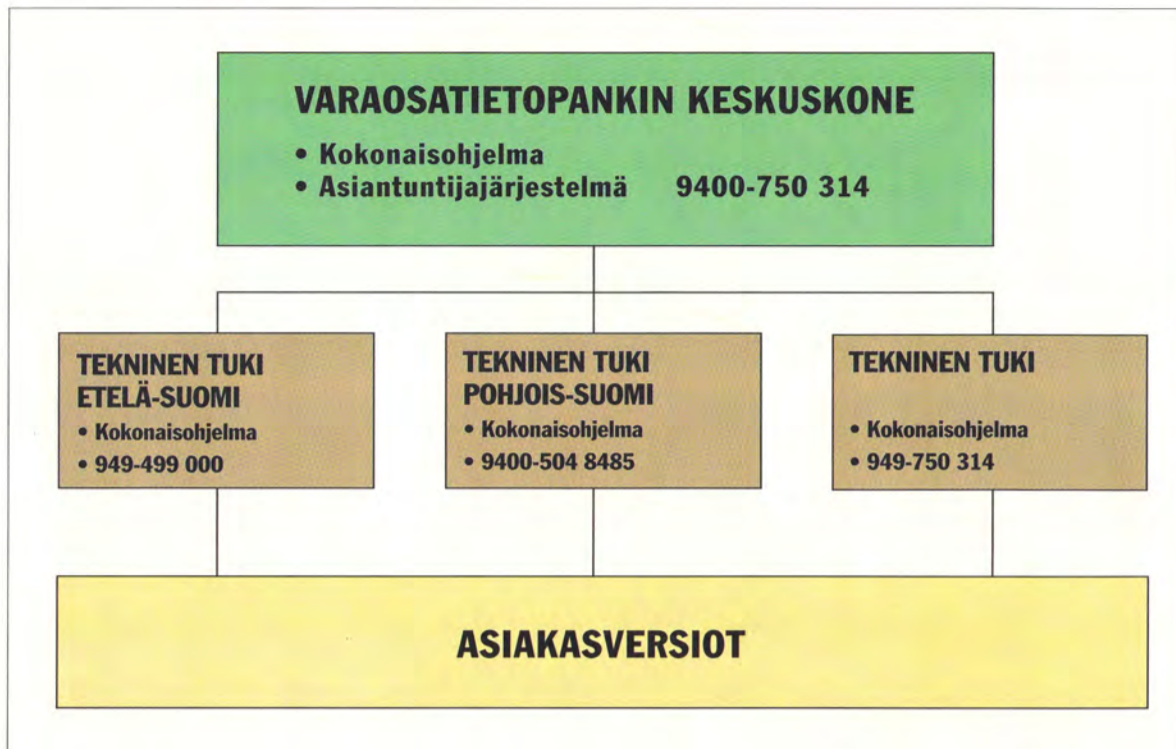 VARAOSATIETOPANKIN KESKUSKONE
• Kokonaisohjelma
• Asiantuntijajärjestelmä 9400-750 314
TEKNINEN TUKI
ETELÄ-SUOMI
• Kokonaisohjelma
• 949-499 000
TEKNINEN TUKI
POHJOIS-SUOMI
• Kokonaisohjelma
• 9400-504 8485
TEKNINEN TUKI
• Kokonaisohjelma
• 949-750 314
ASIAKASVERSIOT